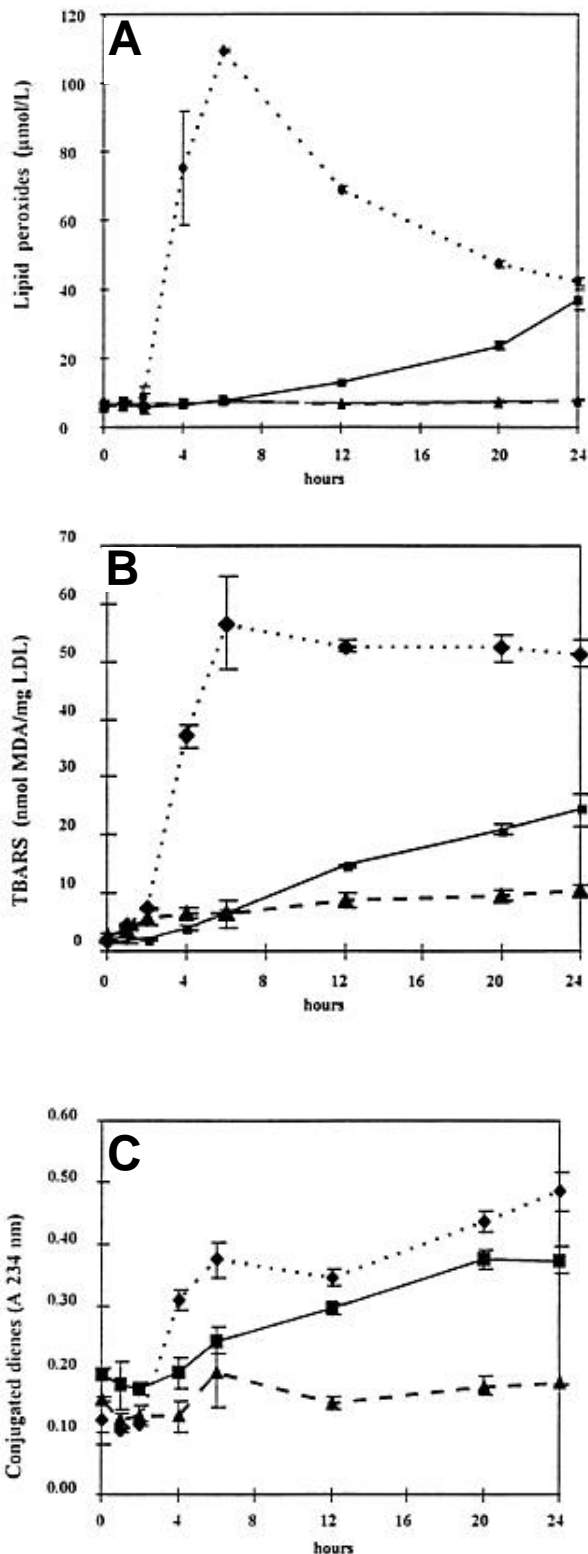 A
Lipid peroxides (µmol/L)
120
100
80
60
40
20
0
0 4 8 12 16 20 24
hours
B
TBARS (nmol MDA/mg LDL)
70
60
50
40
30
20
10
0
0 4 8 12 16 20 24
hours
C
Conjugated dienes (A 234 nm)
0.60
0.50
0.40
0.30
0.20
0.10
0.00
0 4 8 12 16 20 24
hours